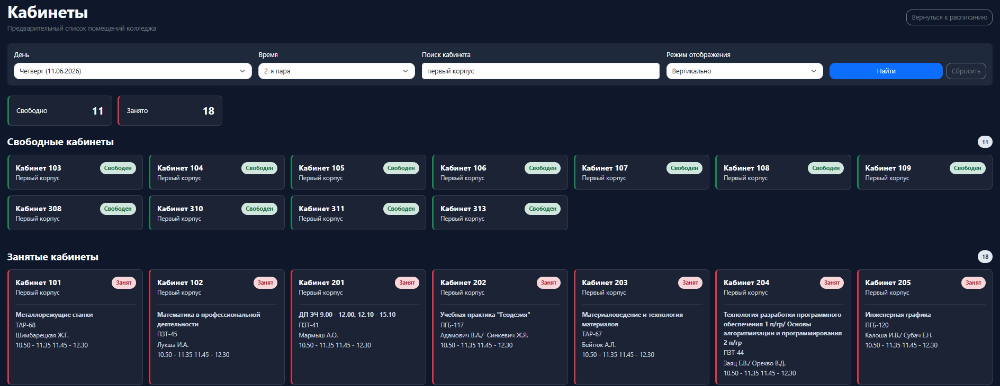 Кабинеты
Предварительный список помещений колледжа
Вернуться к расписанию
День
Время
Поиск кабинета
Режим отображения
Четверг (11.06.2026)
2-я пара
первый корпус
Вертикально
Найти
Сбросить
Свободно
11
Занято
18
Свободные кабинеты
11
Кабинет 103
Свободен
Первый корпус
Кабинет 104
Свободен
Первый корпус
Кабинет 105
Свободен
Первый корпус
Кабинет 106
Свободен
Первый корпус
Кабинет 107
Свободен
Первый корпус
Кабинет 108
Свободен
Первый корпус
Кабинет 109
Свободен
Первый корпус
Кабинет 308
Свободен
Первый корпус
Кабинет 310
Свободен
Первый корпус
Кабинет 311
Свободен
Первый корпус
Кабинет 313
Свободен
Первый корпус
Занятые кабинеты
18
Кабинет 101
Занят
Первый корпус
Металлорежущие станки
ТАР-68
Шимбарецкая Ж.Г.
10.50 - 11.35 11.45 - 12.30
Кабинет 102
Занят
Первый корпус
Математика в профессиональной
деятельности
ПЗТ-45
Лукша И.А.
10.50 - 11.35 11.45 - 12.30
Кабинет 201
Занят
Первый корпус
ДП ЭЧ 9.00 - 12.00, 12.10 - 15.10
ПЗТ-41
Мармыш А.О.
10.50 - 11.35 11.45 - 12.30
Кабинет 202
Занят
Первый корпус
Учебная практика "Геодезия"
ПГБ-117
Адамович В.А./ Синкевич Ж.Я.
10.50 - 11.35 11.45 - 12.30
Кабинет 203
Занят
Первый корпус
Материаловедение и технология
материалов
ТАР-67
Бейтюк А.Л.
10.50 - 11.35 11.45 - 12.30
Кабинет 204
Занят
Первый корпус
Технология разработки программного
обеспечения 1 п/гр/ Основы
алгоритмизации и программирования
2 п/гр
ПЗТ-44
Заяц Е.В./ Орехво В.Д.
10.50 - 11.35 11.45 - 12.30
Кабинет 205
Занят
Первый корпус
Инженерная графика
ПГБ-120
Калоша И.В./ Субач Е.Н.
10.50 - 11.35 11.45 - 12.30